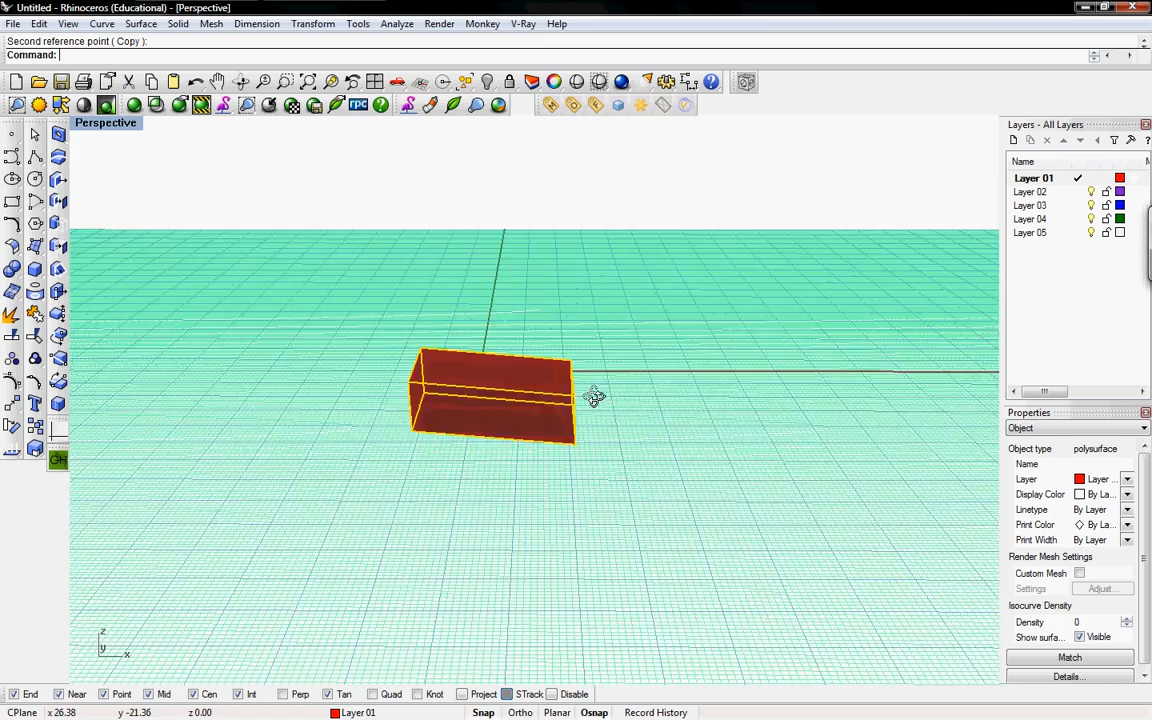 Untitled - Rhinoceros (Educational) - [Perspective]
File Edit View Curve Surface Solid Mesh Dimension Transform Tools Analyze Render Monkey V-Ray Help
Second reference point ( Copy ):
Command:
rpc
Perspective
Layers - All Layers
Name M
Layer 01
Layer 02
Layer 03
Layer 04
Layer 05
Properties
Object
Object type polysurface
Name
Layer Layer ...
Display Color By La...
Linetype By Layer
Print Color By La...
Print Width By Layer
Render Mesh Settings
Custom Mesh
Settings Adjust...
Isocurve Density
Density 0
Show surfa... Visible
Match
Details...
z
y x
End Near Point Mid Cen Int Perp Tan Quad Knot Project STrack Disable
CPlane x 26.38 y -21.36 z 0.00 Layer 01 Snap Ortho Planar Osnap Record History